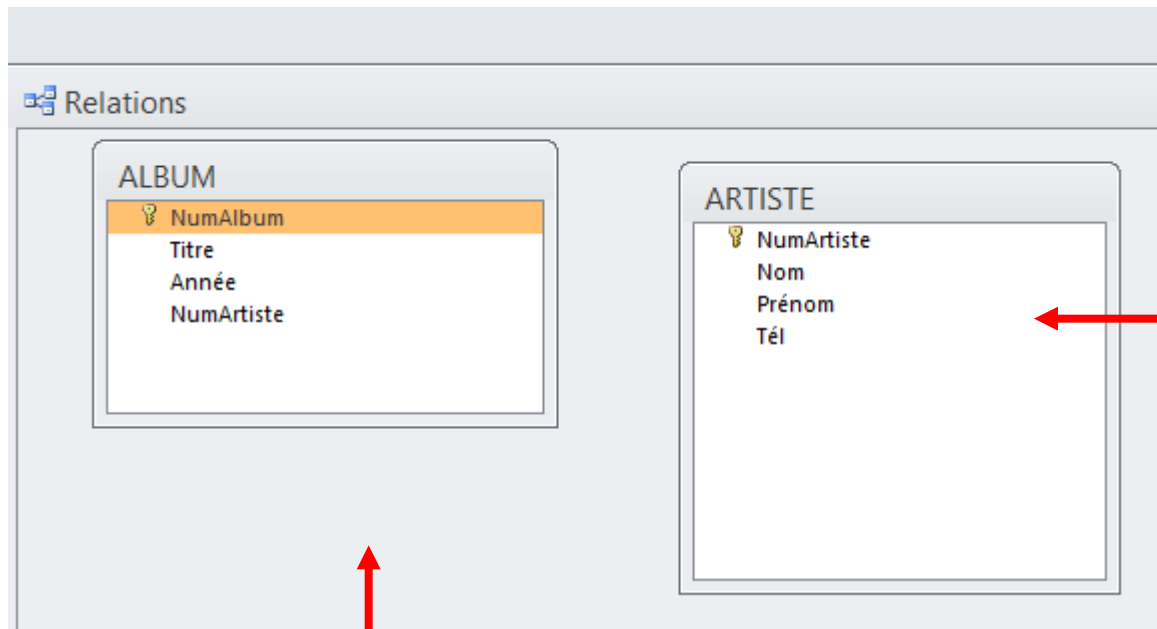 Relations
ALBUM
NumAlbum
Titre
Année
NumArtiste
ARTISTE
NumArtiste
Nom
Prénom
Tél